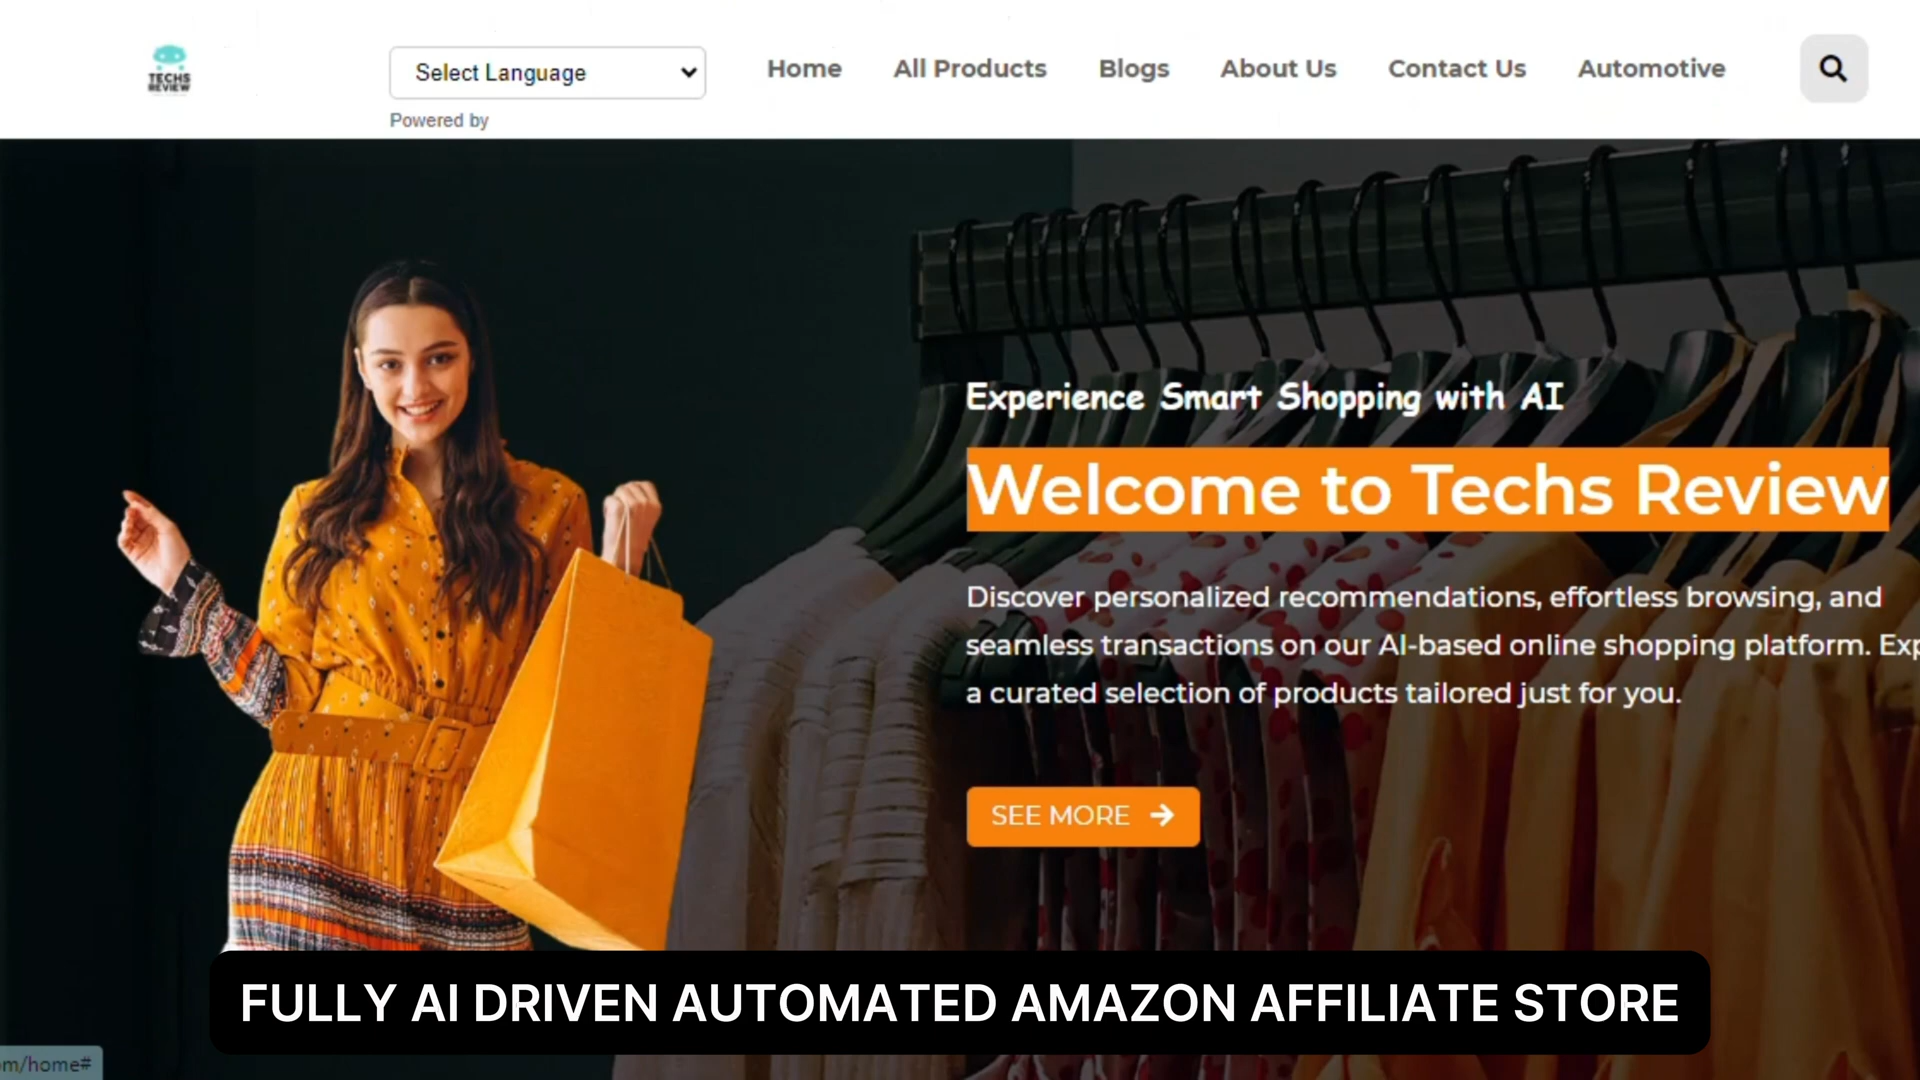 TECHS
REVIEW
Select Language
Powered by
Home
All Products
Blogs
About Us
Contact Us
Automotive
Experience Smart Shopping with AI
Welcome to Techs Review
Discover personalized recommendations, effortless browsing, and
seamless transactions on our AI-based online shopping platform. Exp
a curated selection of products tailored just for you.
SEE MORE
FULLY AI DRIVEN AUTOMATED AMAZON AFFILIATE STORE
om/home#